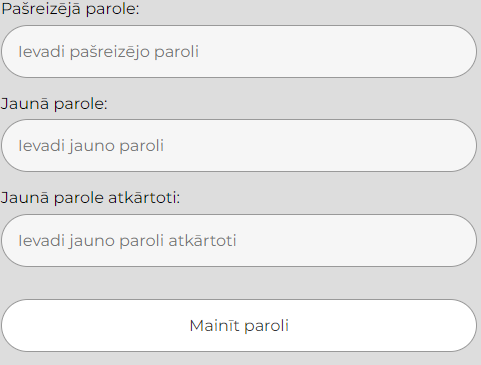 Pašreizējā parole:
Ievadi pašreizējo paroli
Jaunā parole:
Ievadi jauno paroli
Jaunā parole atkārtoti:
Ievadi jauno paroli atkārtoti
Mainīt paroli